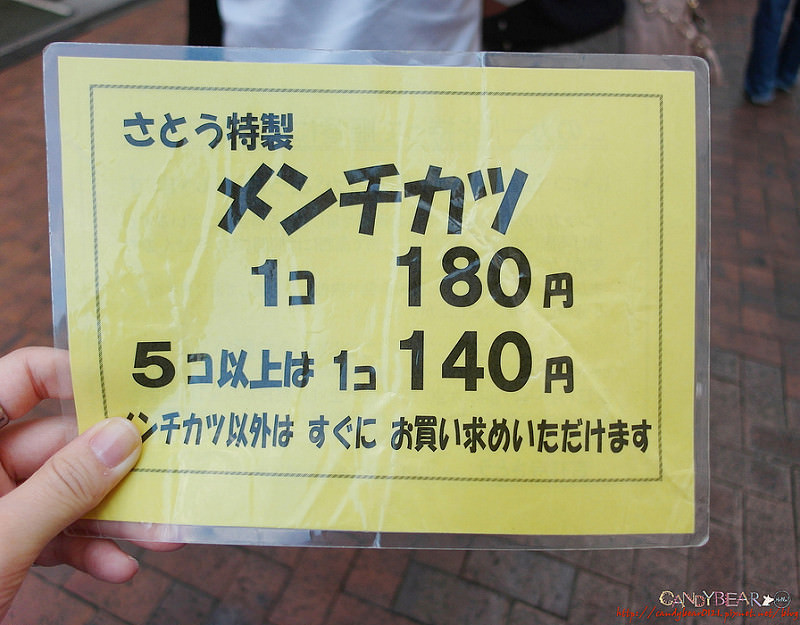 さとう特製
メンチカツ
1コ 180円
5コ以上は 1コ 140円
メンチカツ以外は すぐに お買い求めいただけます
CANDYBEAR